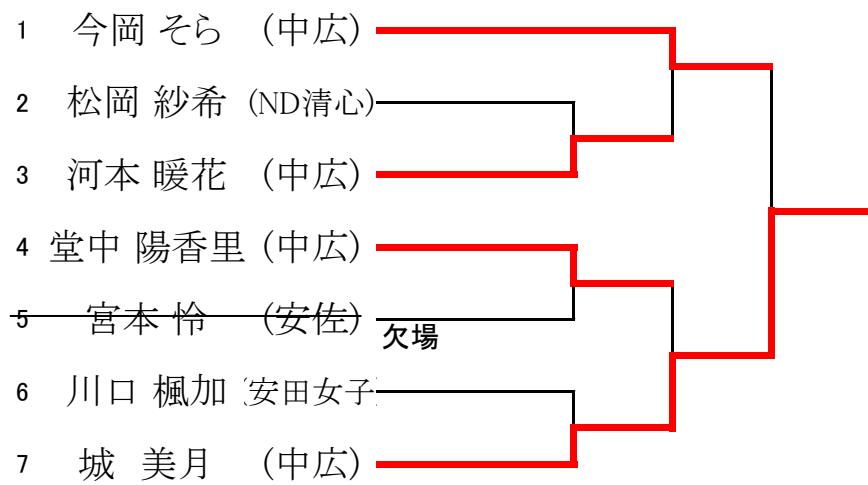 1 今岡 そら (中広)
2 松岡 紗希 (ND清心)
3 河本 暖花 (中広)
4 堂中 陽香里 (中広)
5 宮本 怜 (安佐) 欠場
6 川口 楓加 (安田女子)
7 城 美月 (中広)